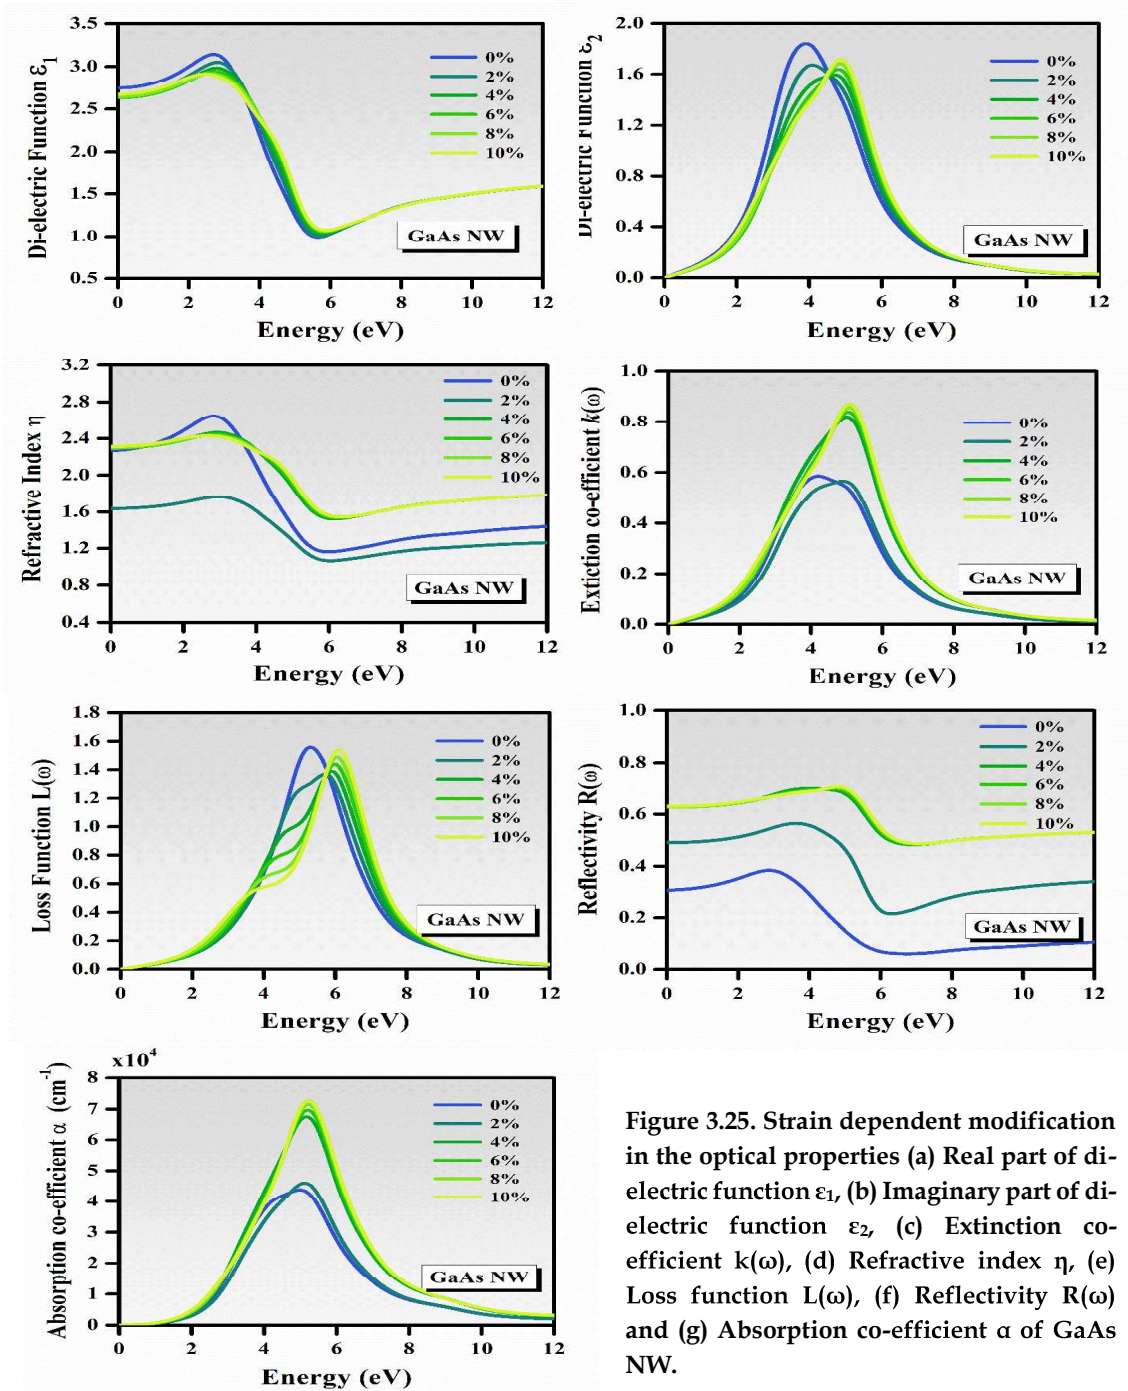 Di-electric Function ε1
3.5
3.0
2.5
2.0
1.5
1.0
0.5
0%
2%
4%
6%
8%
10%
GaAs NW
0 2 4 6 8 10 12
Energy (eV)
Di-electric Function ε2
2.0
1.6
1.2
0.8
0.4
0.0
0%
2%
4%
6%
8%
10%
GaAs NW
0 2 4 6 8 10 12
Energy (eV)
Refractive Index η
3.2
2.8
2.4
2.0
1.6
1.2
0.8
0.4
0%
2%
4%
6%
8%
10%
GaAs NW
0 2 4 6 8 10 12
Energy (eV)
Extiction co-efficient k(ω)
1.0
0.8
0.6
0.4
0.2
0.0
0%
2%
4%
6%
8%
10%
GaAs NW
0 2 4 6 8 10 12
Energy (eV)
Loss Function L(ω)
1.8
1.6
1.4
1.2
1.0
0.8
0.6
0.4
0.2
0.0
0%
2%
4%
6%
8%
10%
GaAs NW
0 2 4 6 8 10 12
Energy (eV)
Reflectivity R(ω)
1.0
0.8
0.6
0.4
0.2
0.0
0%
2%
4%
6%
8%
10%
GaAs NW
0 2 4 6 8 10 12
Energy (eV)
Absorption co-efficient α (cm-1)
x10^4
8
7
6
5
4
3
2
1
0
0%
2%
4%
6%
8%
10%
GaAs NW
0 2 4 6 8 10 12
Energy (eV)
Figure 3.25. Strain dependent modification
in the optical properties (a) Real part of di-
electric function ε1, (b) Imaginary part of di-
electric function ε2, (c) Extinction co-
efficient k(ω), (d) Refractive index η, (e)
Loss function L(ω), (f) Reflectivity R(ω)
and (g) Absorption co-efficient α of GaAs
NW.